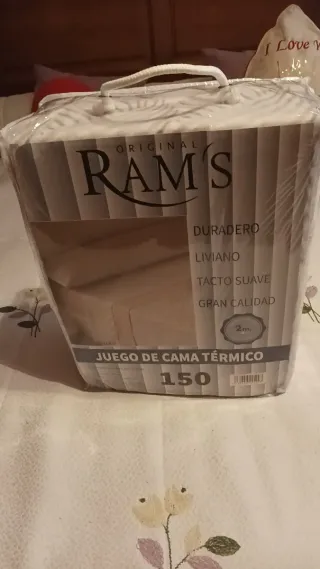 I Love
ORIGINAL
RAM'S
DURADERO
LIVIANO
TACTO SUAVE
GRAN CALIDAD
JUEGO DE CAMA TÉRMICO
150